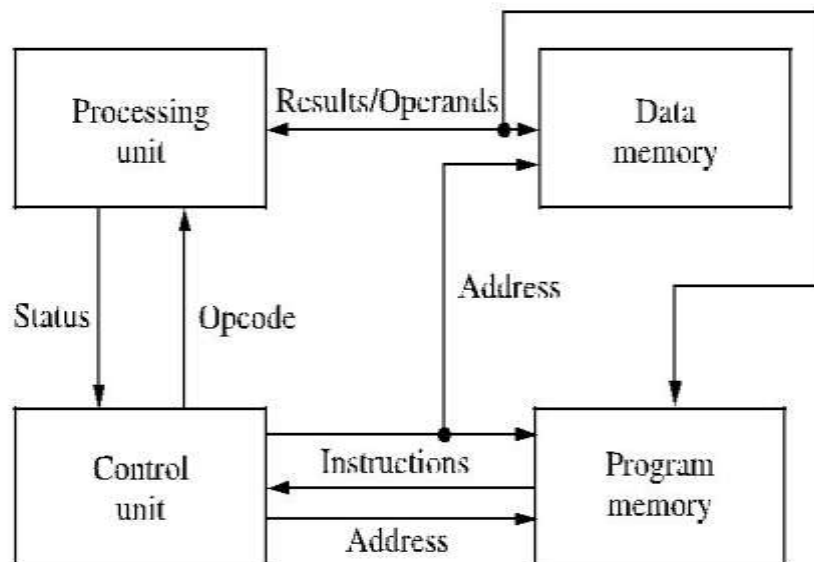 Processing
unit
Results/Operands
Data
memory
Status
Opcode
Address
Control
unit
Instructions
Address
Program
memory